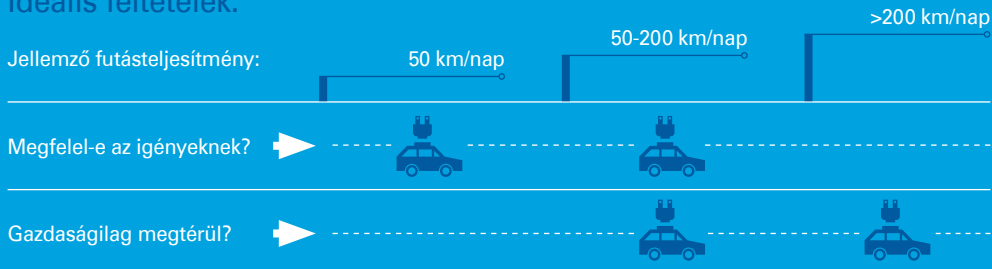 Ideális feltételek.
>200 km/nap
50-200 km/nap
Jellemző futásteljesítmény:
50 km/nap
Megfelel-e az igényeknek?
Gazdaságilag megtérül?